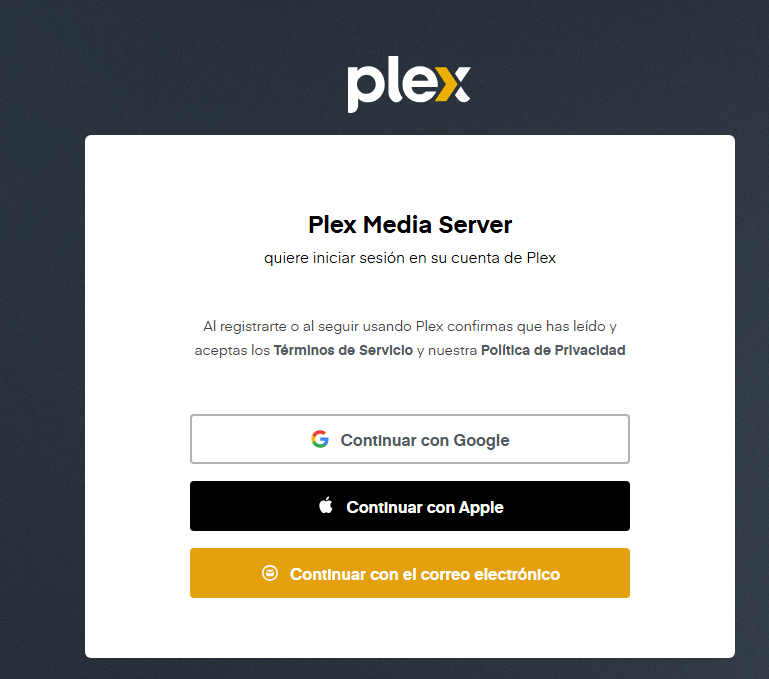 plex
Plex Media Server
quiere iniciar sesión en su cuenta de Plex
Al registrarte o al seguir usando Plex confirmas que has leído y
aceptas los Términos de Servicio y nuestra Política de Privacidad
Continuar con Google
Continuar con Apple
Continuar con el correo electrónico